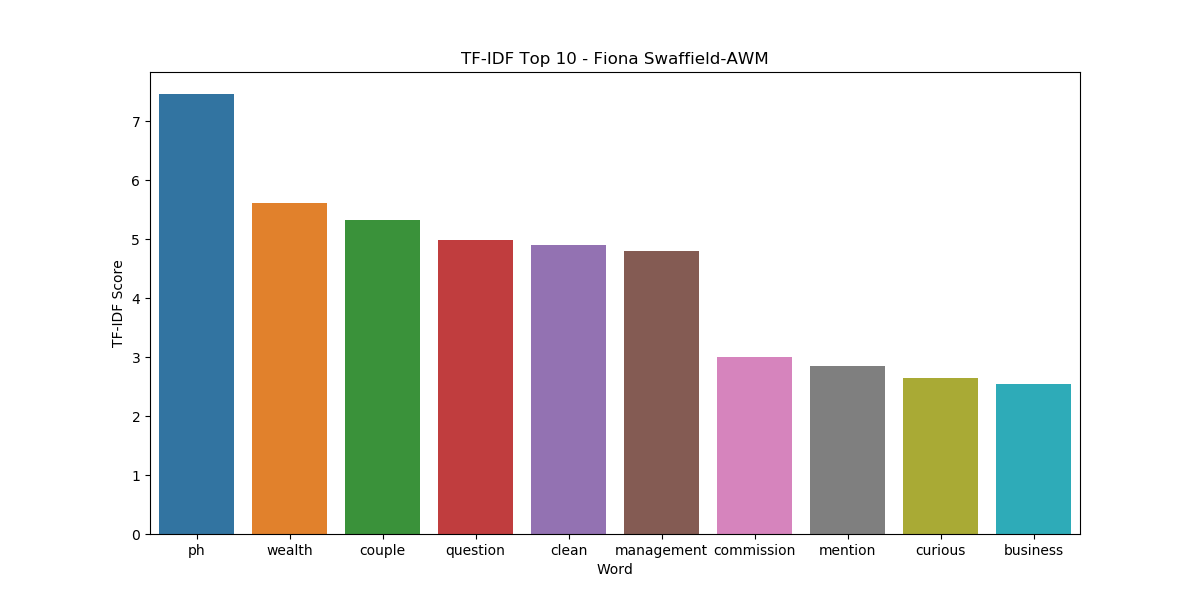 TF-IDF Top 10 - Fiona Swaffield-AWM
TF-IDF Score
7
6
5
4
3
2
1
0
ph wealth couple question clean management commission mention curious business
Word